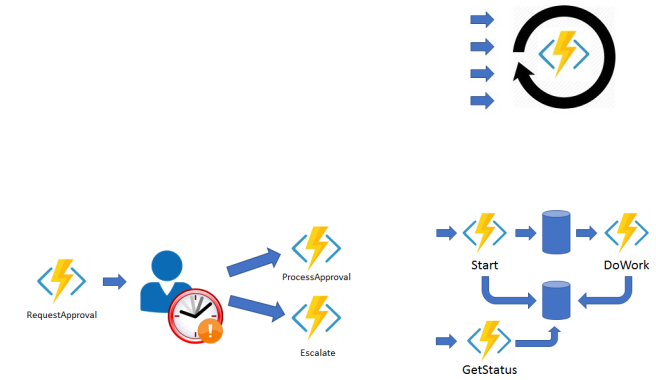 Start
DoWork
ProcessApproval
RequestApproval
Escalate
GetStatus